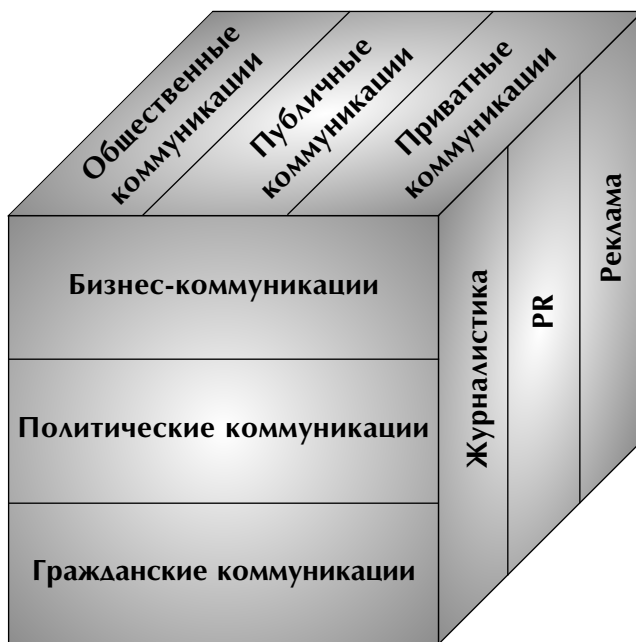 Общественные
коммуникации
Публичные
коммуникации
Приватные
коммуникации
Бизнес-коммуникации
Политические коммуникации
Гражданские коммуникации
Журналистика
PR
Реклама